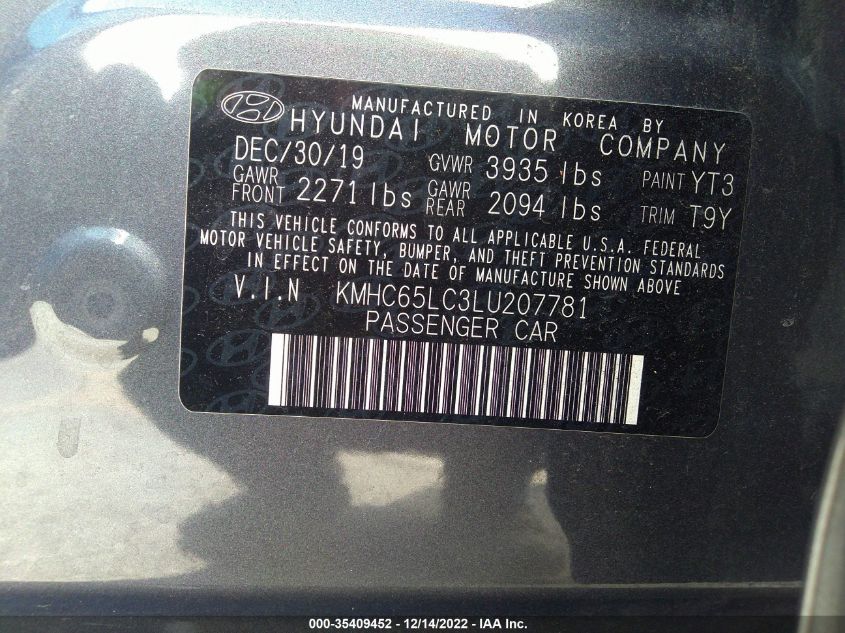 MANUFACTURED IN KOREA BY
HYUNDAI MOTOR COMPANY
DEC/30/19 GVWR 3935 lbs PAINT YT3
GAWR FRONT 2271 lbs GAWR REAR 2094 lbs TRIM T9Y
THIS VEHICLE CONFORMS TO ALL APPLICABLE U.S.A. FEDERAL
MOTOR VEHICLE SAFETY, BUMPER, AND THEFT PREVENTION STANDARDS
IN EFFECT ON THE DATE OF MANUFACTURE SHOWN ABOVE
V.I.N KMHC65LC3LU207781
PASSENGER CAR
000-35409452 - 12/14/2022 - IAA Inc.